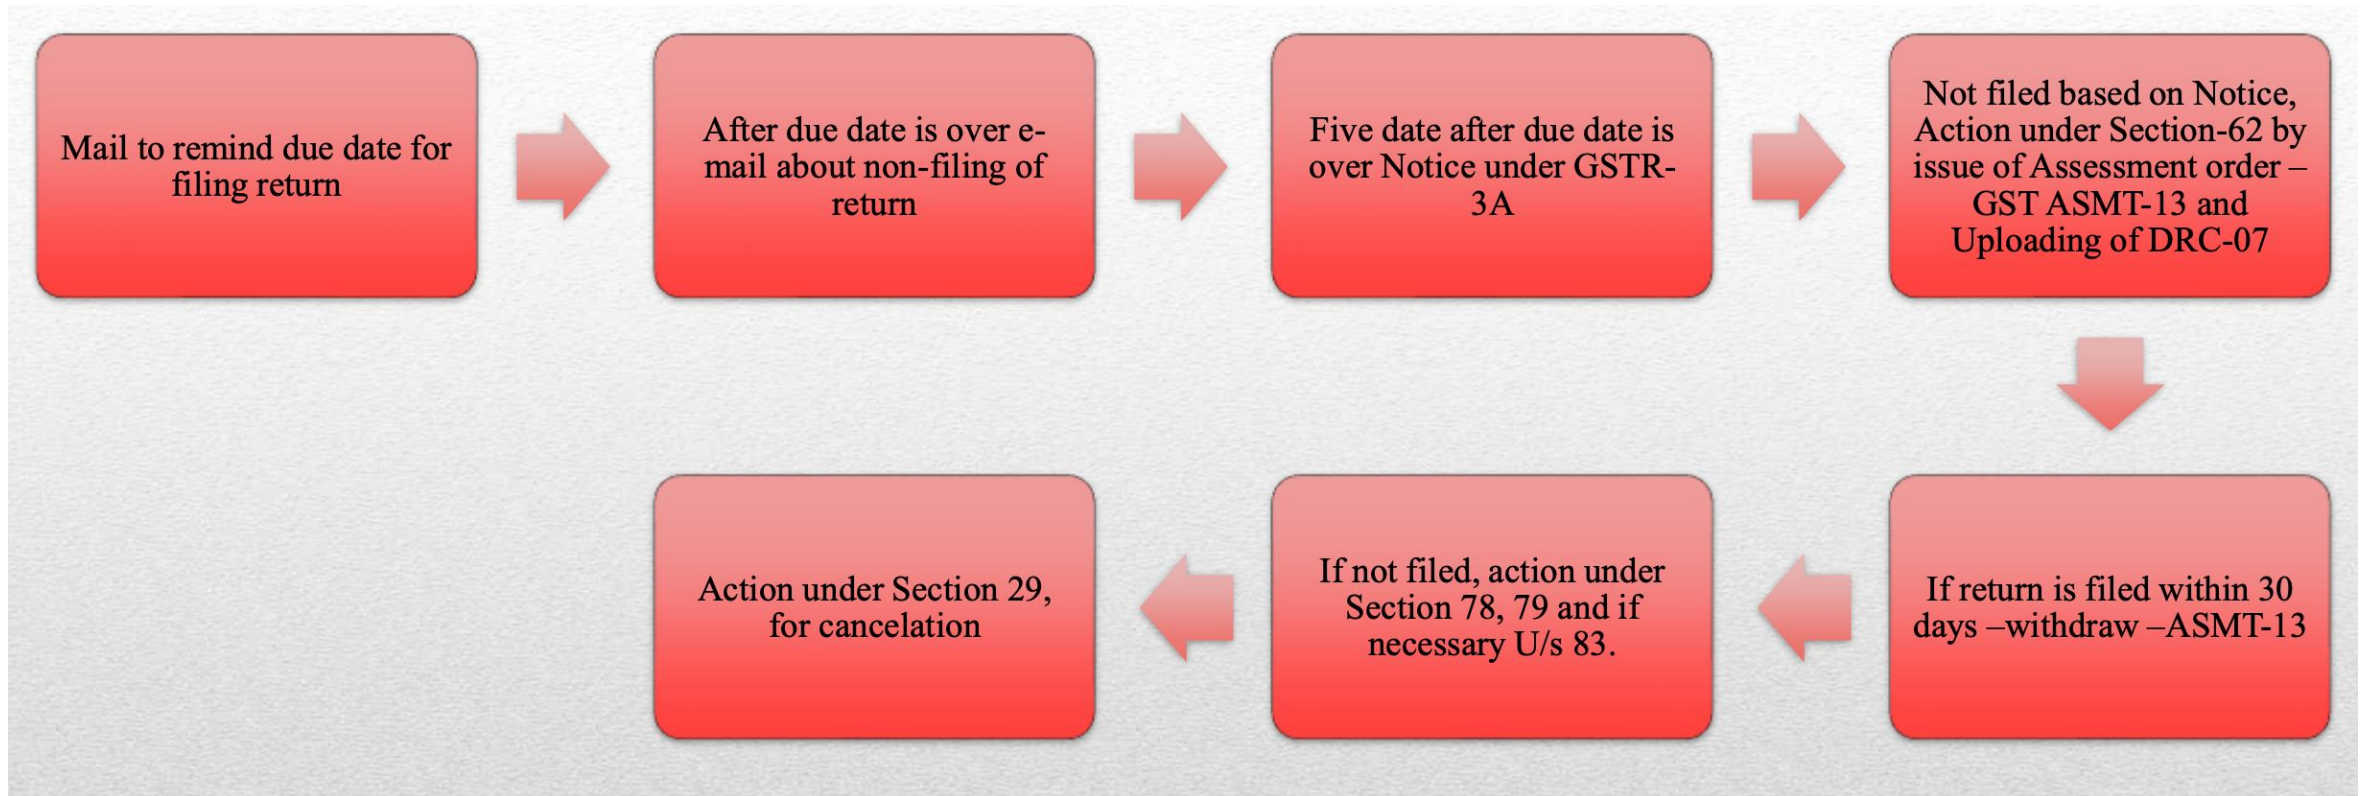 Mail to remind due date for
filing return
After due date is over e-
mail about non-filing of
return
Five date after due date is
over Notice under GSTR-
3A
Not filed based on Notice,
Action under Section-62 by
issue of Assessment order –
GST ASMT-13 and
Uploading of DRC-07
If return is filed within 30
days –withdraw –ASMT-13
If not filed, action under
Section 78, 79 and if
necessary U/s 83.
Action under Section 29,
for cancelation